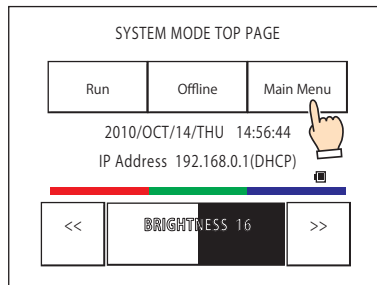 SYSTEM MODE TOP PAGE
Run Offline Main Menu
2010/OCT/14/THU 14:56:44
IP Address 192.168.0.1(DHCP)
<< BRIGHTNESS 16 >>